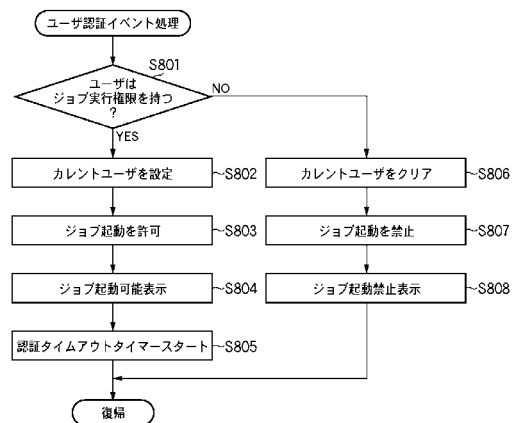 ユーザ認証イベント処理
S801
ユーザは
ジョブ実行権限を持つ
?
NO
YES
カレントユーザを設定
S802
カレントユーザをクリア
S806
ジョブ起動を許可
S803
ジョブ起動を禁止
S807
ジョブ起動可能表示
S804
ジョブ起動禁止表示
S808
認証タイムアウトタイマースタート
S805
復帰